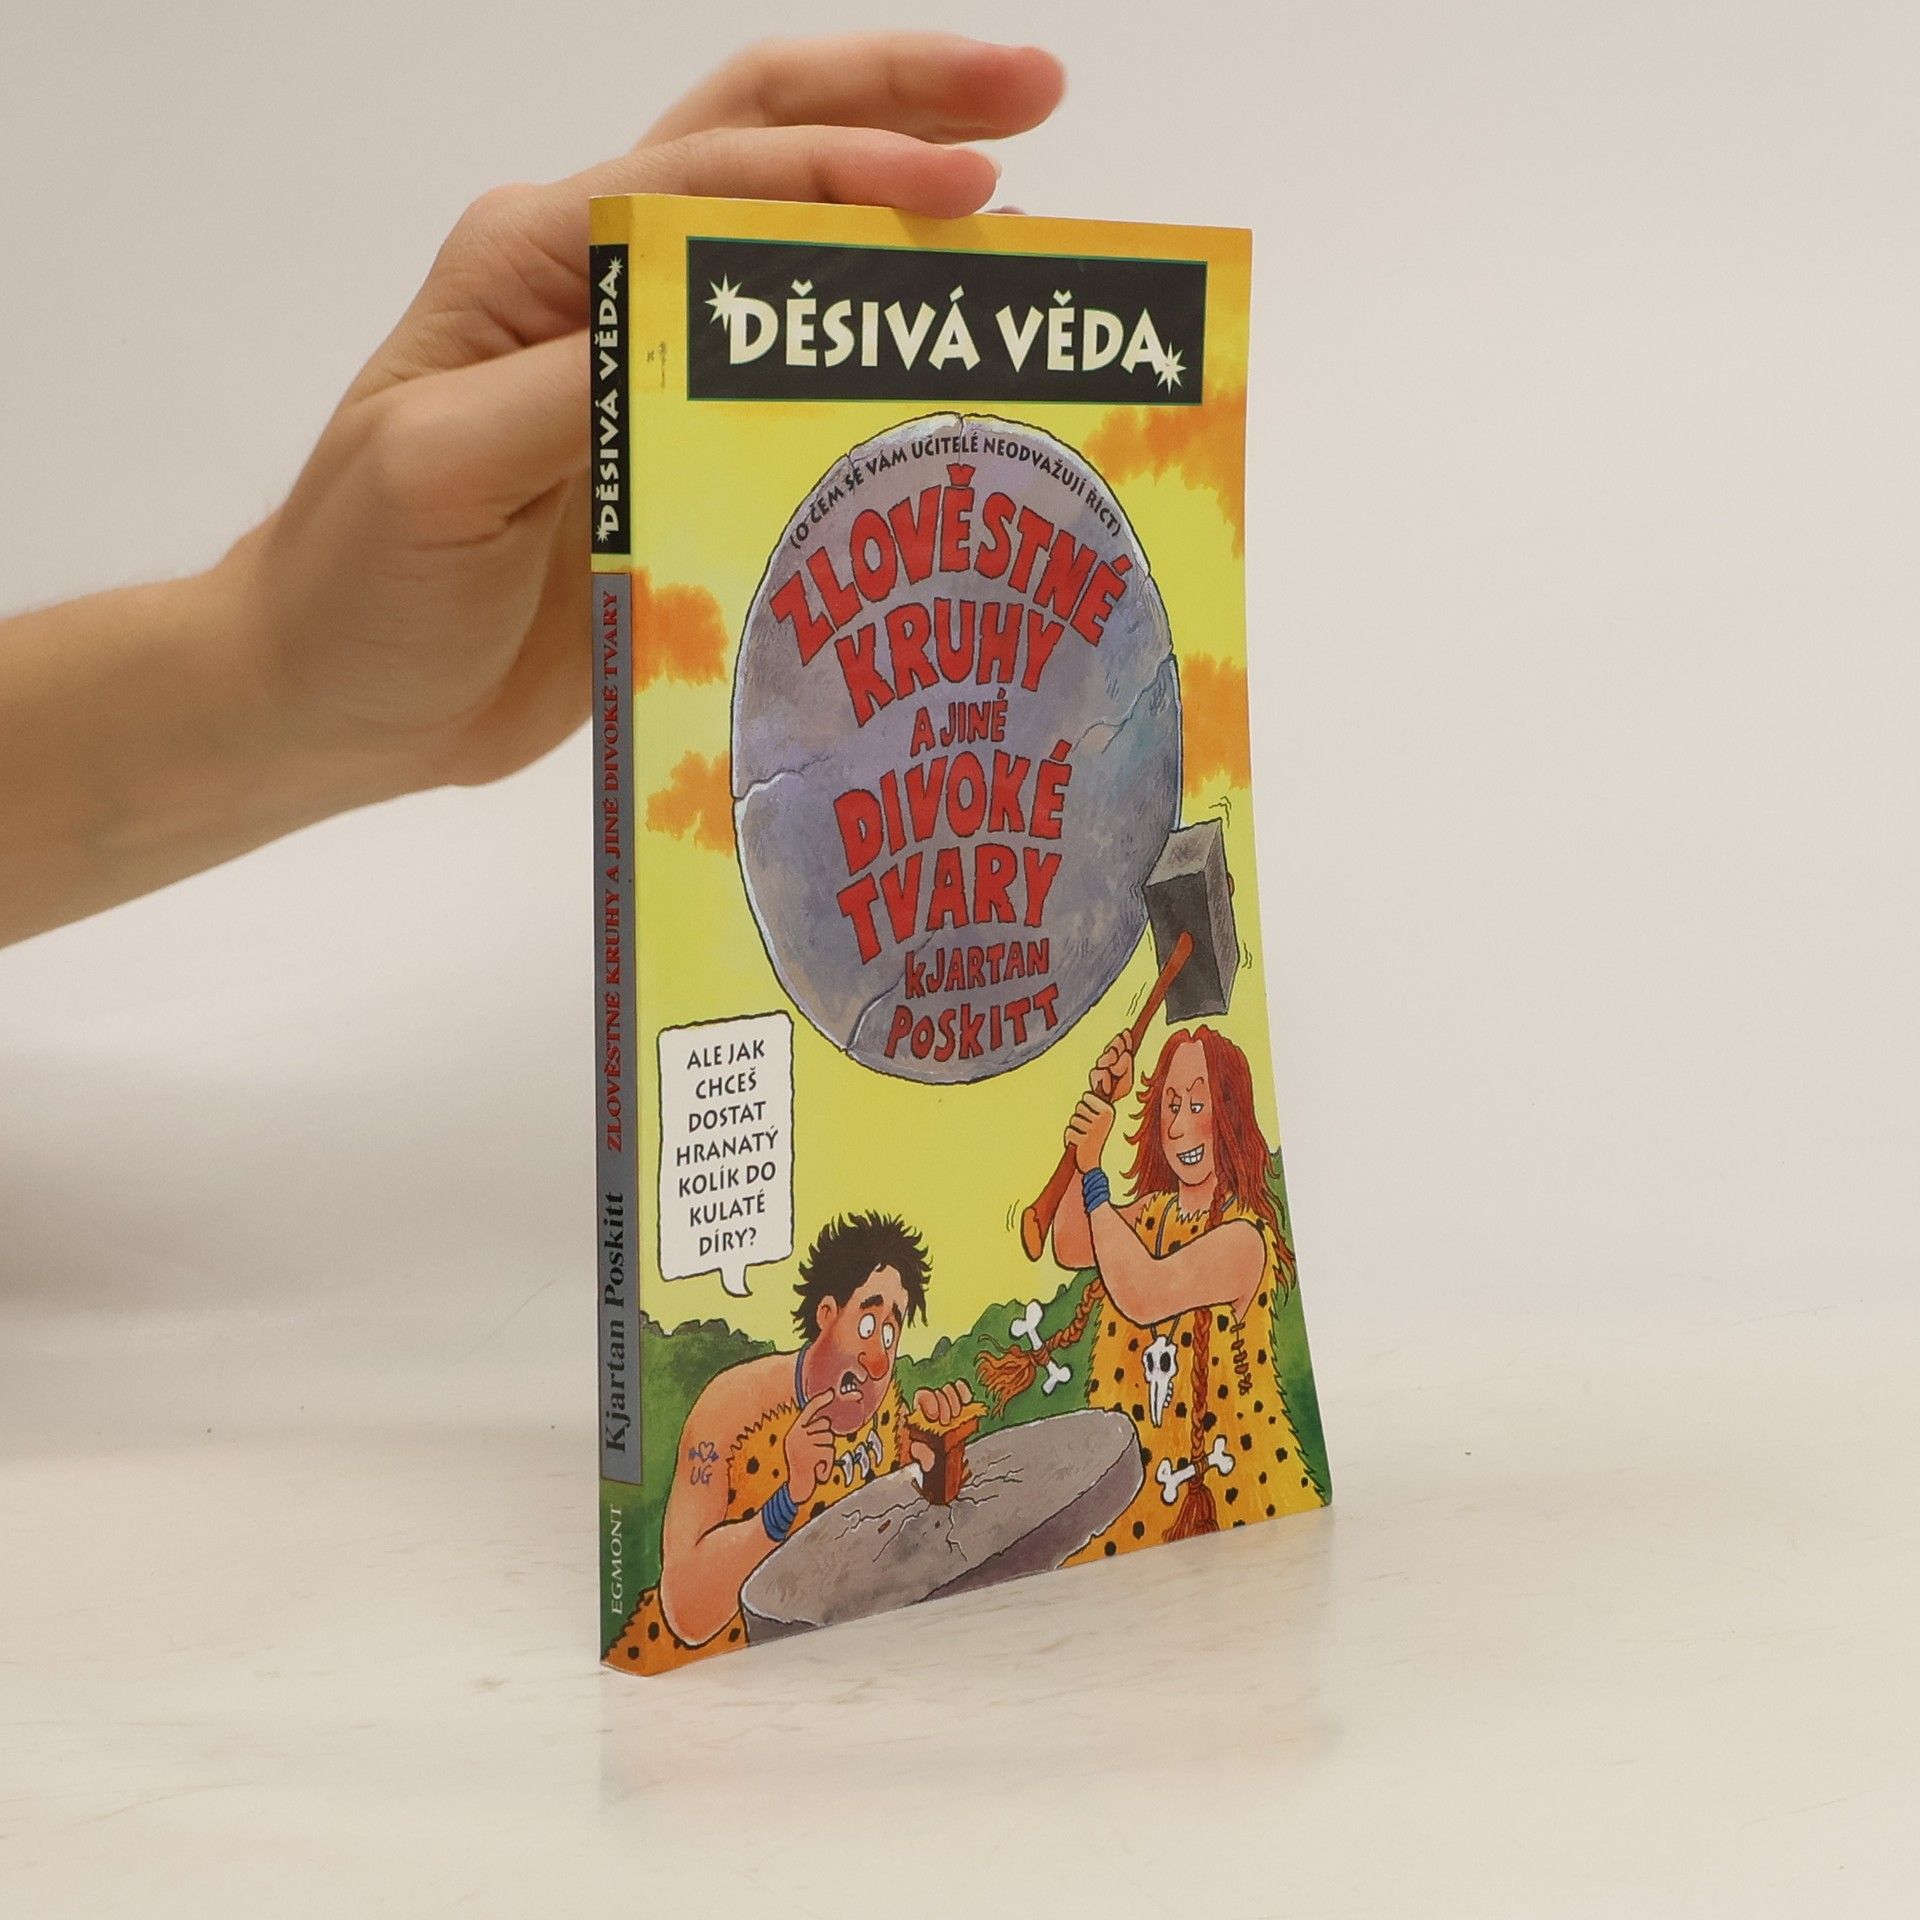 DĚSIVÁ VĚDA
(O ČEM SE VÁM UČITELÉ NEODVAŽUJÍ ŘÍCT)
ZLOVĚSTNÉ
KRUHY
A JINÉ
DIVOKÉ
TVARY
KJARTAN
POSKITT
ALE JAK
CHCEŠ
DOSTAT
HRANATÝ
KOLÍK DO
KULATÉ
DÍRY?
UG
DĚSIVÁ VĚDA
Kjartan Poskitt ZLOVĚSTNÉ KRUHY A JINÉ DIVOKÉ TVARY
EGMONT